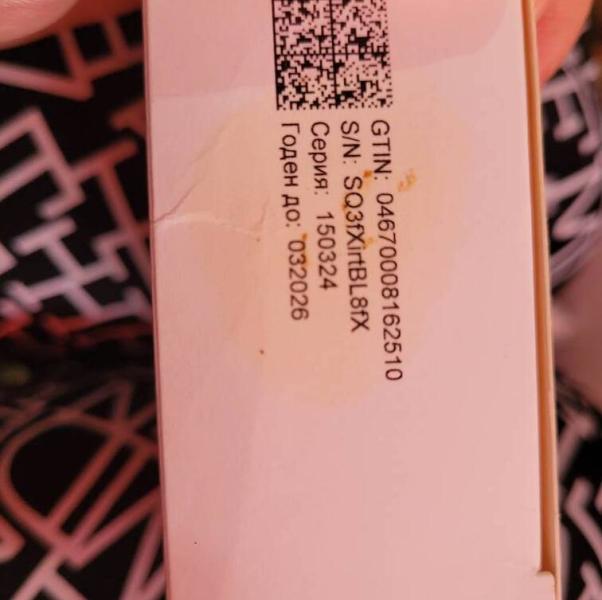 GTIN: 04670008162510
S/N: SQ3fXirtBL8fX
Серия: 150324
Годен до: 032026